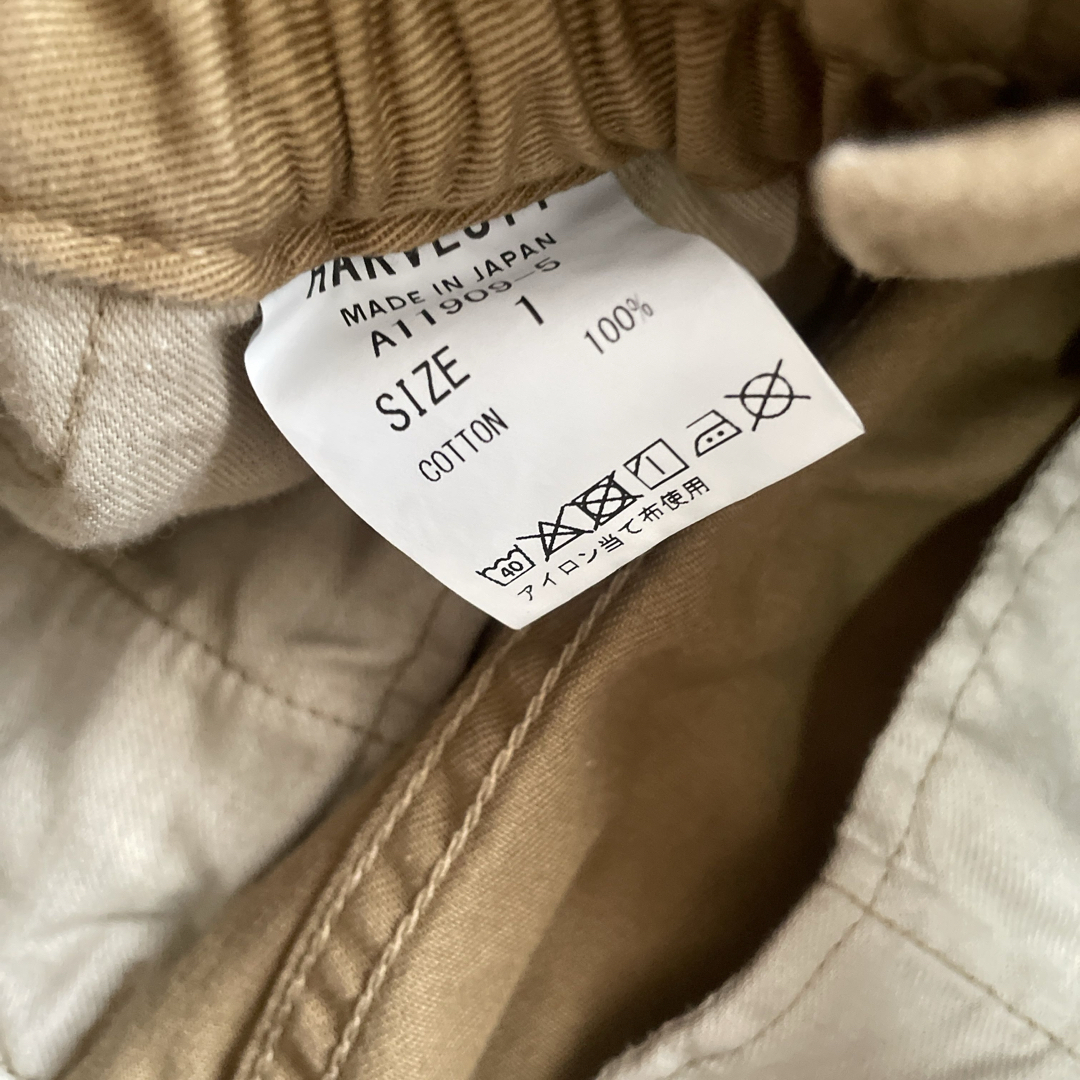 HARVESTY
MADE IN JAPAN
A11909-5
SIZE 1
COTTON 100%
40
アイロン当て布使用